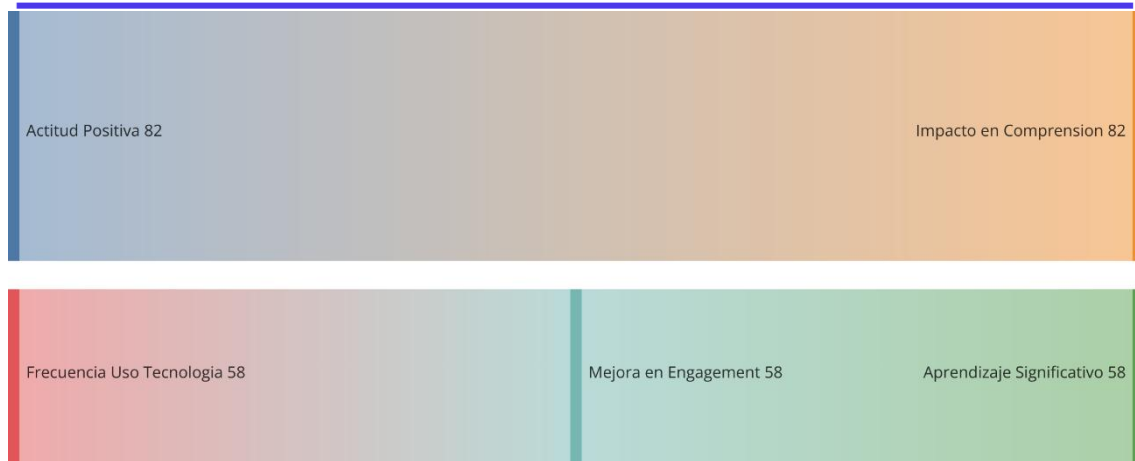 Actitud Positiva 82
Impacto en Comprension 82
Frecuencia Uso Tecnologia 58
Mejora en Engagement 58
Aprendizaje Significativo 58